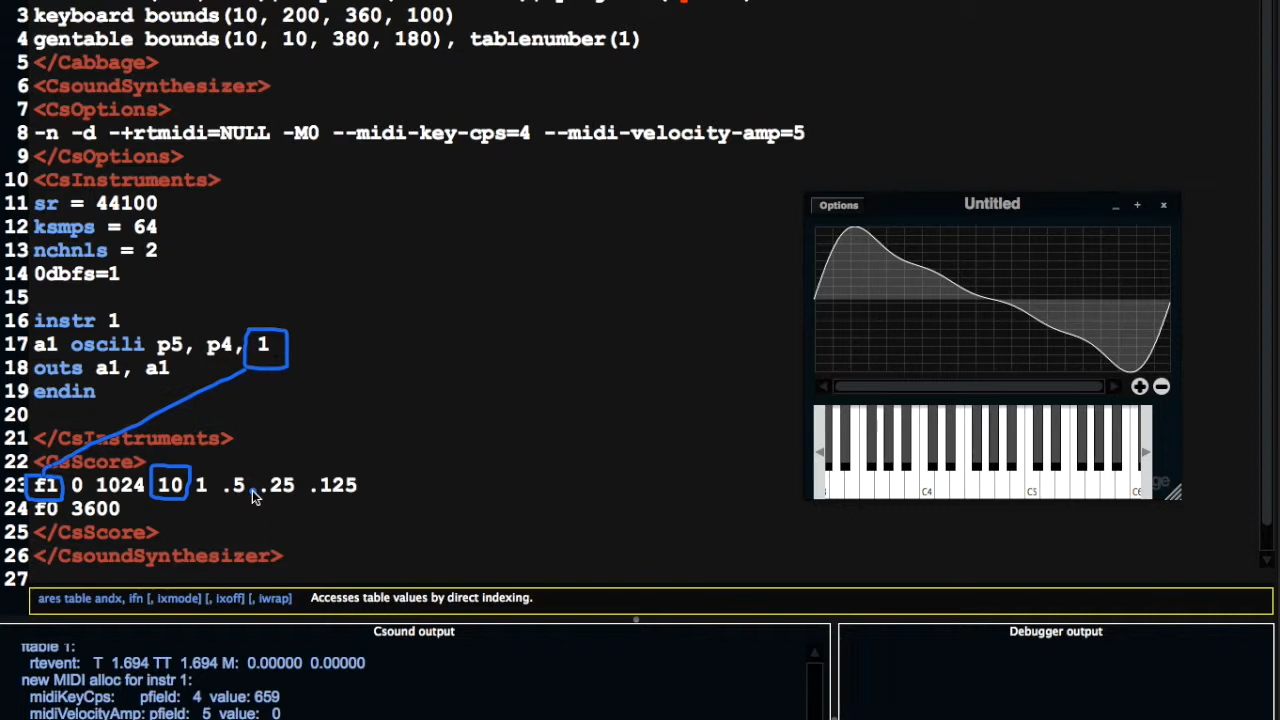 3 keyboard bounds(10, 200, 360, 100)
4 gentable bounds(10, 10, 380, 180), tablenumber(1)
5 </Cabbage>
6 <CsoundSynthesizer>
7 <CsOptions>
8 -n -d -+rtmidi=NULL -M0 --midi-key-cps=4 --midi-velocity-amp=5
9 </CsOptions>
10 <CsInstruments>
11 sr = 44100
12 ksmps = 64
13 nchnls = 2
14 0dbfs=1
15
16 instr 1
17 a1 oscili p5, p4, 1
18 outs a1, a1
19 endin
20
21 </CsInstruments>
22 <CsScore>
23 f1 0 1024 10 1 .5 .25 .125
24 f0 3600
25 </CsScore>
26 </CsoundSynthesizer>
27
Options Untitled
C4 C5 C6
ares table andx, ifn [, ixmode] [, ixoff] [, iwrap] Accesses table values by direct indexing.
Csound output
ftable 1:
rtevent: T 1.694 TT 1.694 M: 0.00000 0.00000
new MIDI alloc for instr 1:
midiKeyCps: pfield: 4 value: 659
midiVelocityAmp: pfield: 5 value: 0
Debugger output